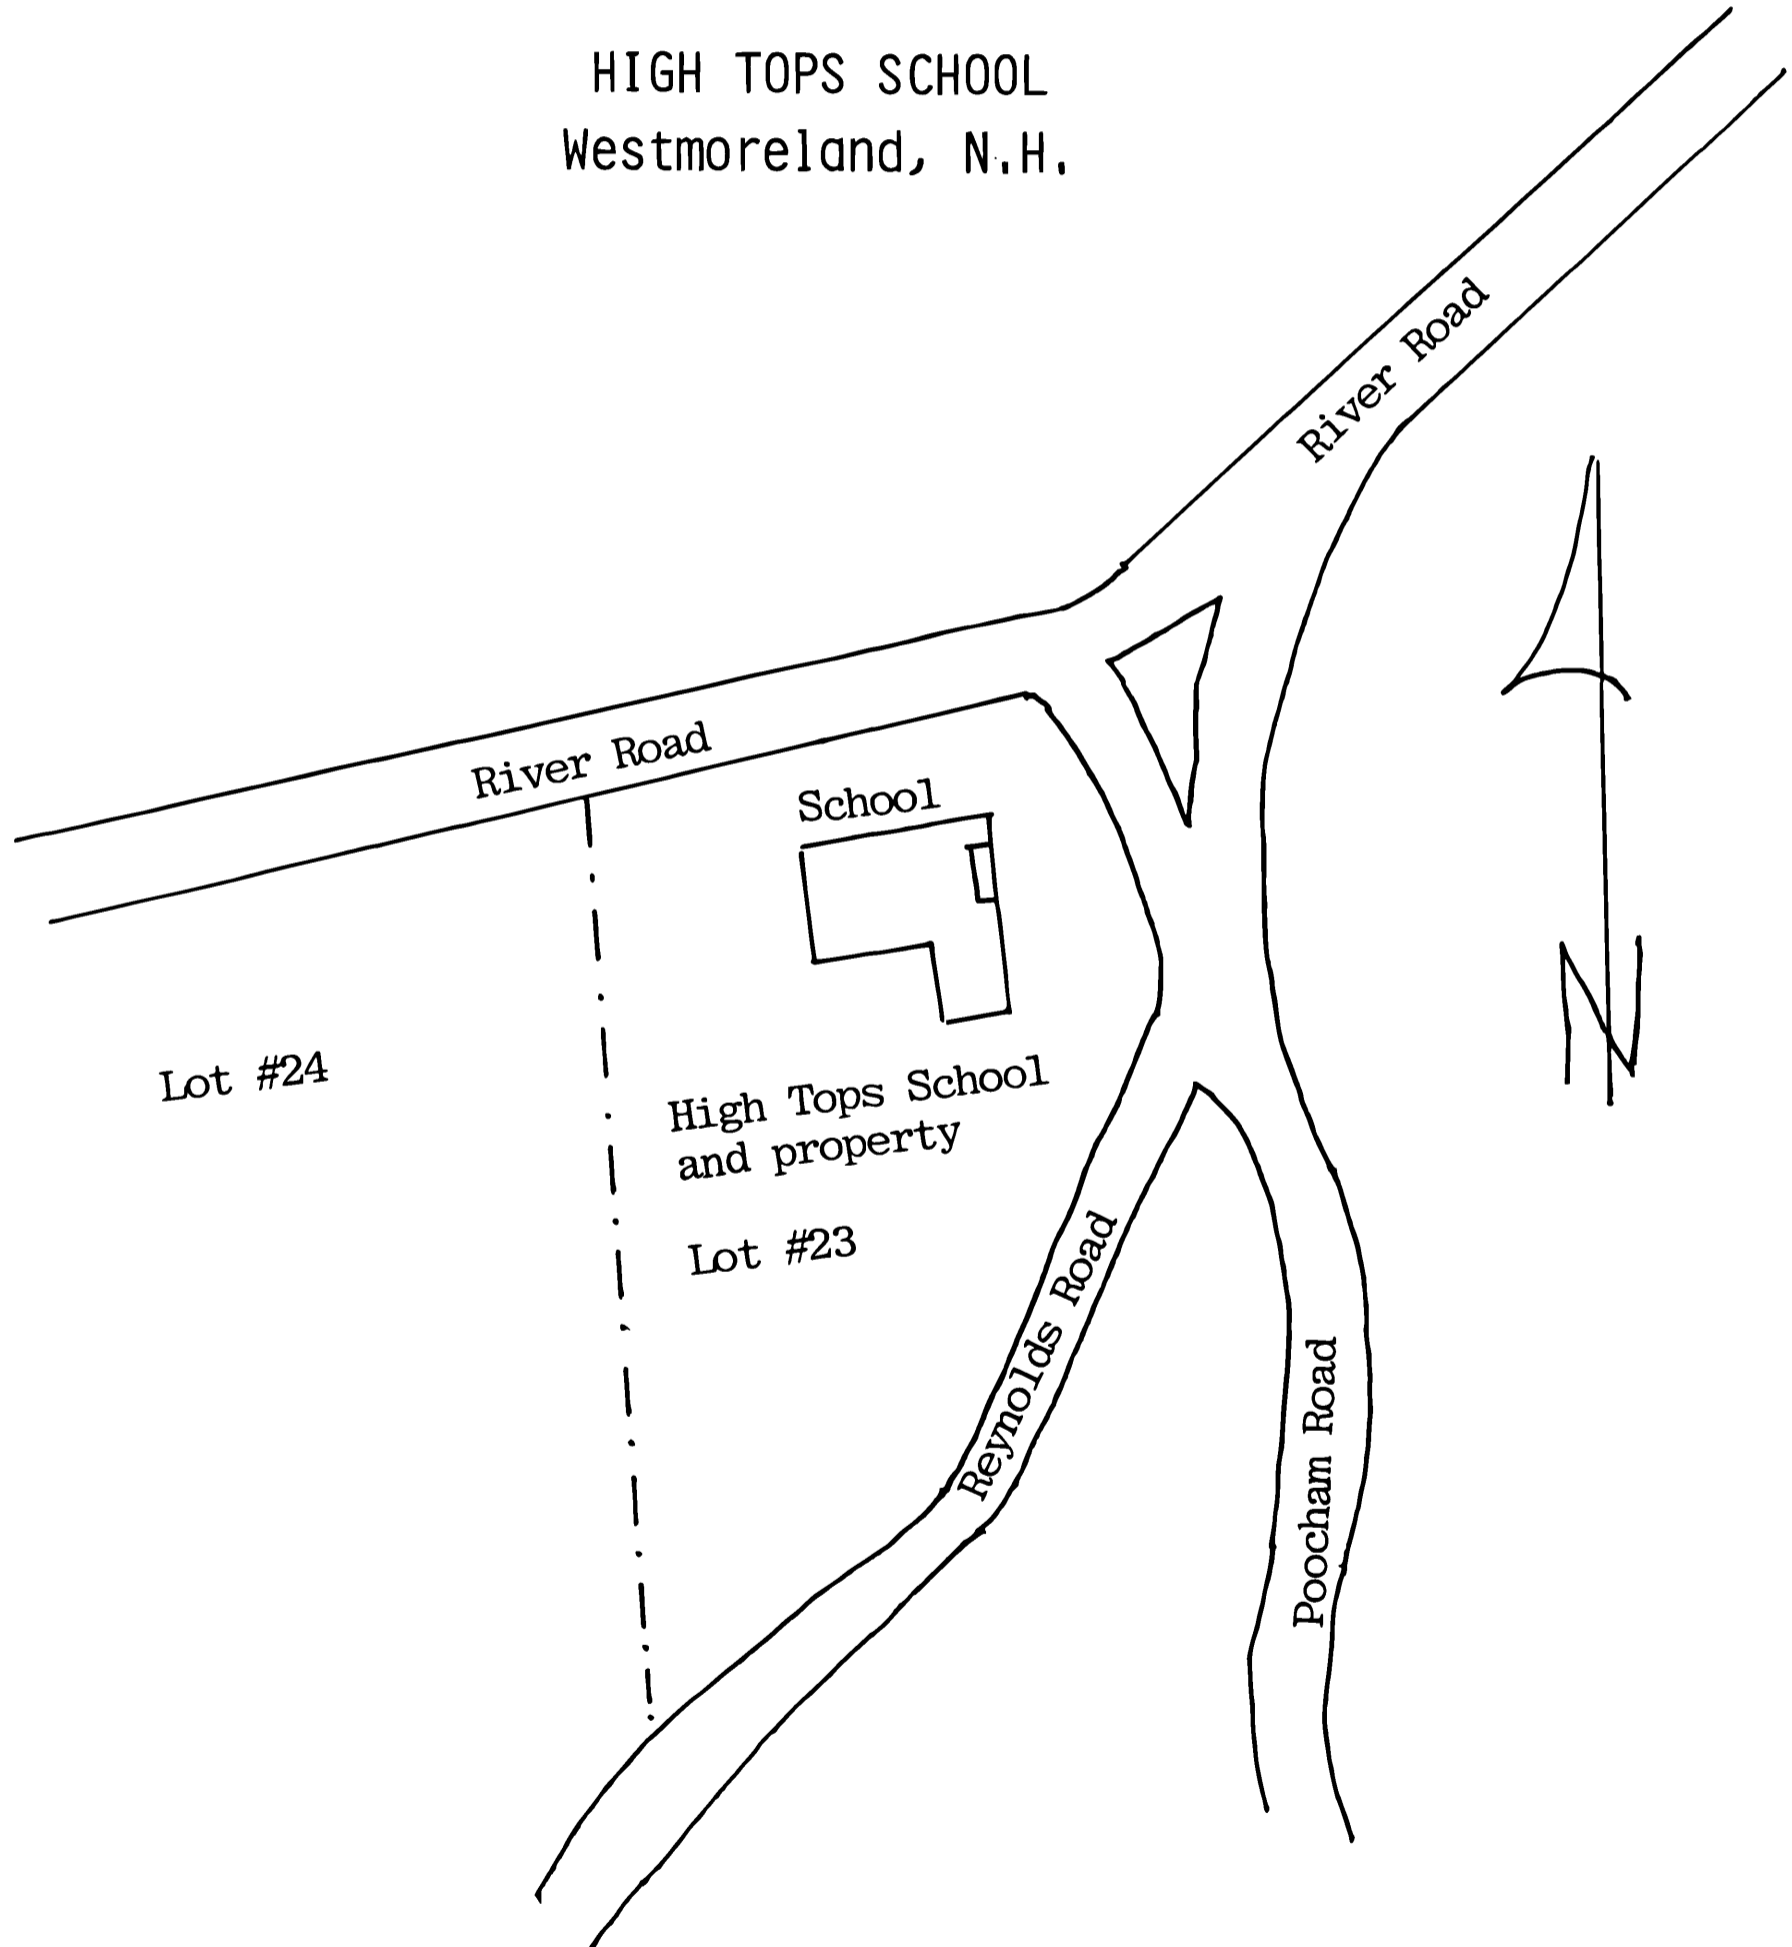 HIGH TOPS SCHOOL
Westmoreland, N.H.
River Road
River Road
School
Lot #24
High Tops School
and property
Lot #23
Reynolds Road
Poocham Road
N